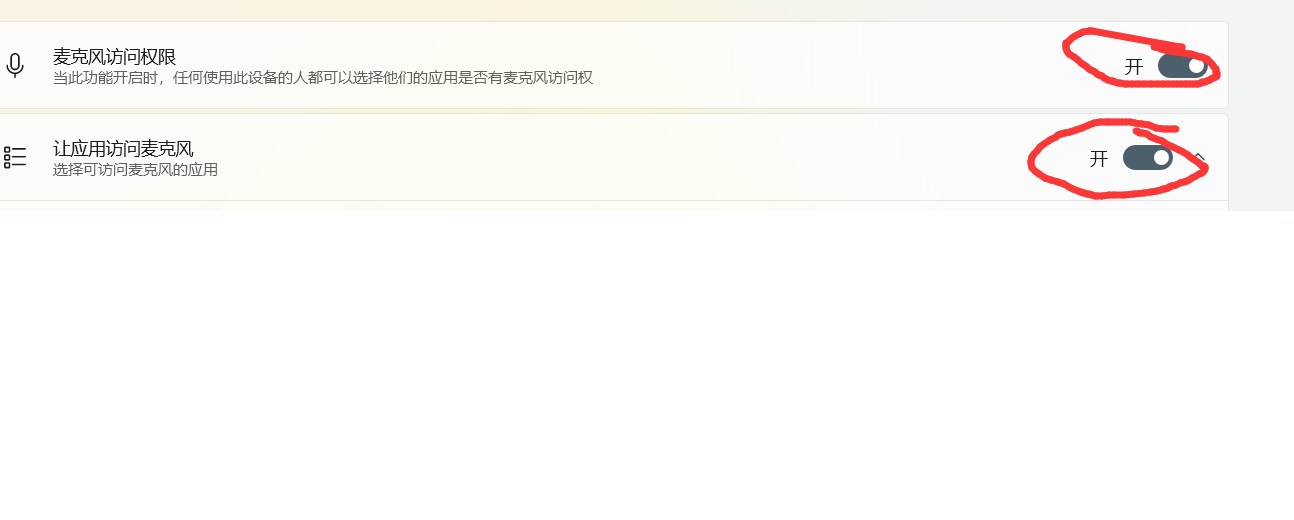 麦克风访问权限
开
当此功能开启时，任何使用此设备的人都可以选择他们的应用是否有麦克风访问权
让应用访问麦克风
开
选择可访问麦克风的应用